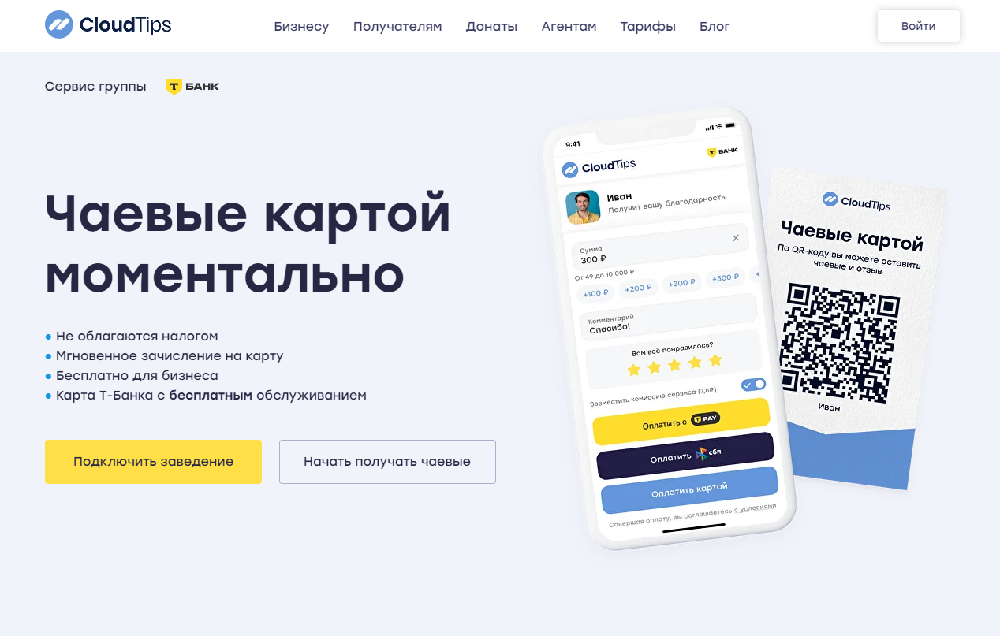 CloudTips
Бизнесу
Получателям
Донаты
Агентам
Тарифы
Блог
Войти
Сервис группы
Т БАНК
Чаевые картой
моментально
• Не облагаются налогом
• Мгновенное зачисление на карту
• Бесплатно для бизнеса
• Карта Т-Банка с бесплатным обслуживанием
Подключить заведение
Начать получать чаевые
9:41
CloudTips
Т БАНК
Иван
Получит вашу благодарность
Сумма
300 ₽
От 49 до 10 000 ₽
+100 ₽
+200 ₽
+300 ₽
+500 ₽
+
Комментарий
Спасибо!
Вам всё понравилось?
Возместить комиссию сервиса (7,6₽)
Оплатить с Т PAY
Оплатить сбп
Оплатить картой
Совершая оплату, вы соглашаетесь с условиями
CloudTips
Чаевые картой
По QR-коду вы можете оставить
чаевые и отзыв
Иван